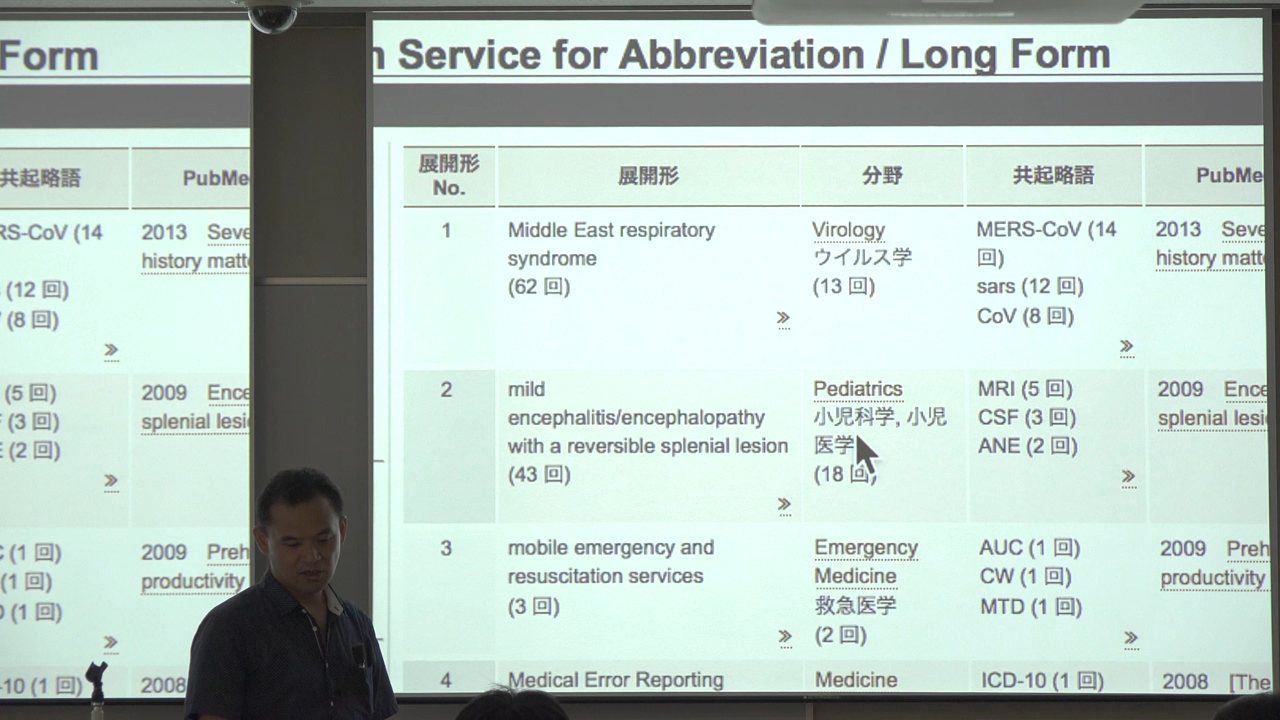 Form
共起略語
PubMe
RS-CoV (14
2013 Seve
history matt
(12 回)
(8 回)
»
(5 回)
2009 Ence
(3 回)
splenial lesi
(2 回)
»
(1 回)
2009 Preh
(1 回)
productivity
(1 回)
»
-10 (1 回)
2008
n Service for Abbreviation / Long Form
展開形 No.
展開形
分野
共起略語
PubMe
1
Middle East respiratory
syndrome
(62 回)
»
Virology
ウイルス学
(13 回)
MERS-CoV (14
回)
sars (12 回)
CoV (8 回)
»
2013 Seve
history matt
2
mild
encephalitis/encephalopathy
with a reversible splenial lesion
(43 回)
»
Pediatrics
小児科学, 小児
医学
(18 回)
MRI (5 回)
CSF (3 回)
ANE (2 回)
»
2009 Ence
splenial lesi
3
mobile emergency and
resuscitation services
(3 回)
»
Emergency
Medicine
救急医学
(2 回)
AUC (1 回)
CW (1 回)
MTD (1 回)
»
2009 Preh
productivity
4
Medical Error Reporting
Medicine
ICD-10 (1 回)
2008 [The